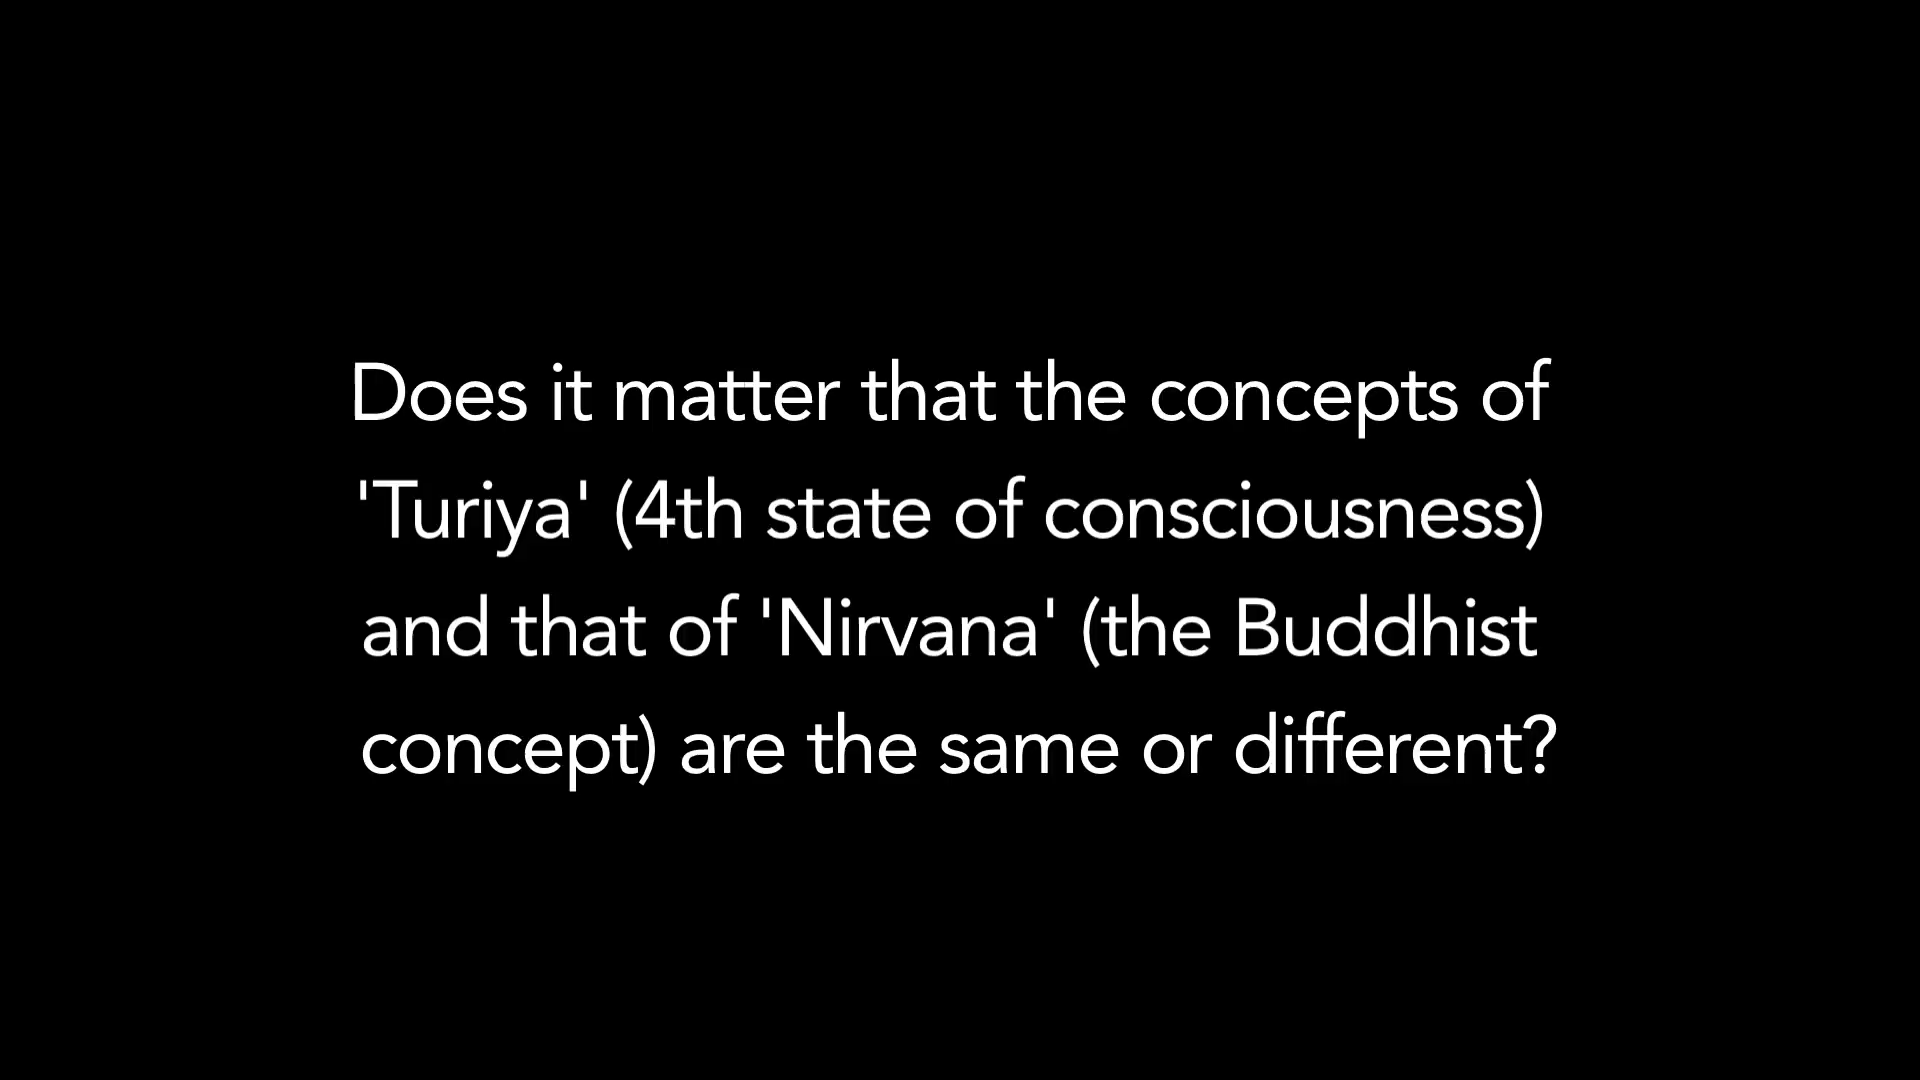 Does it matter that the concepts of
'Turiya' (4th state of consciousness)
and that of 'Nirvana' (the Buddhist
concept) are the same or different?